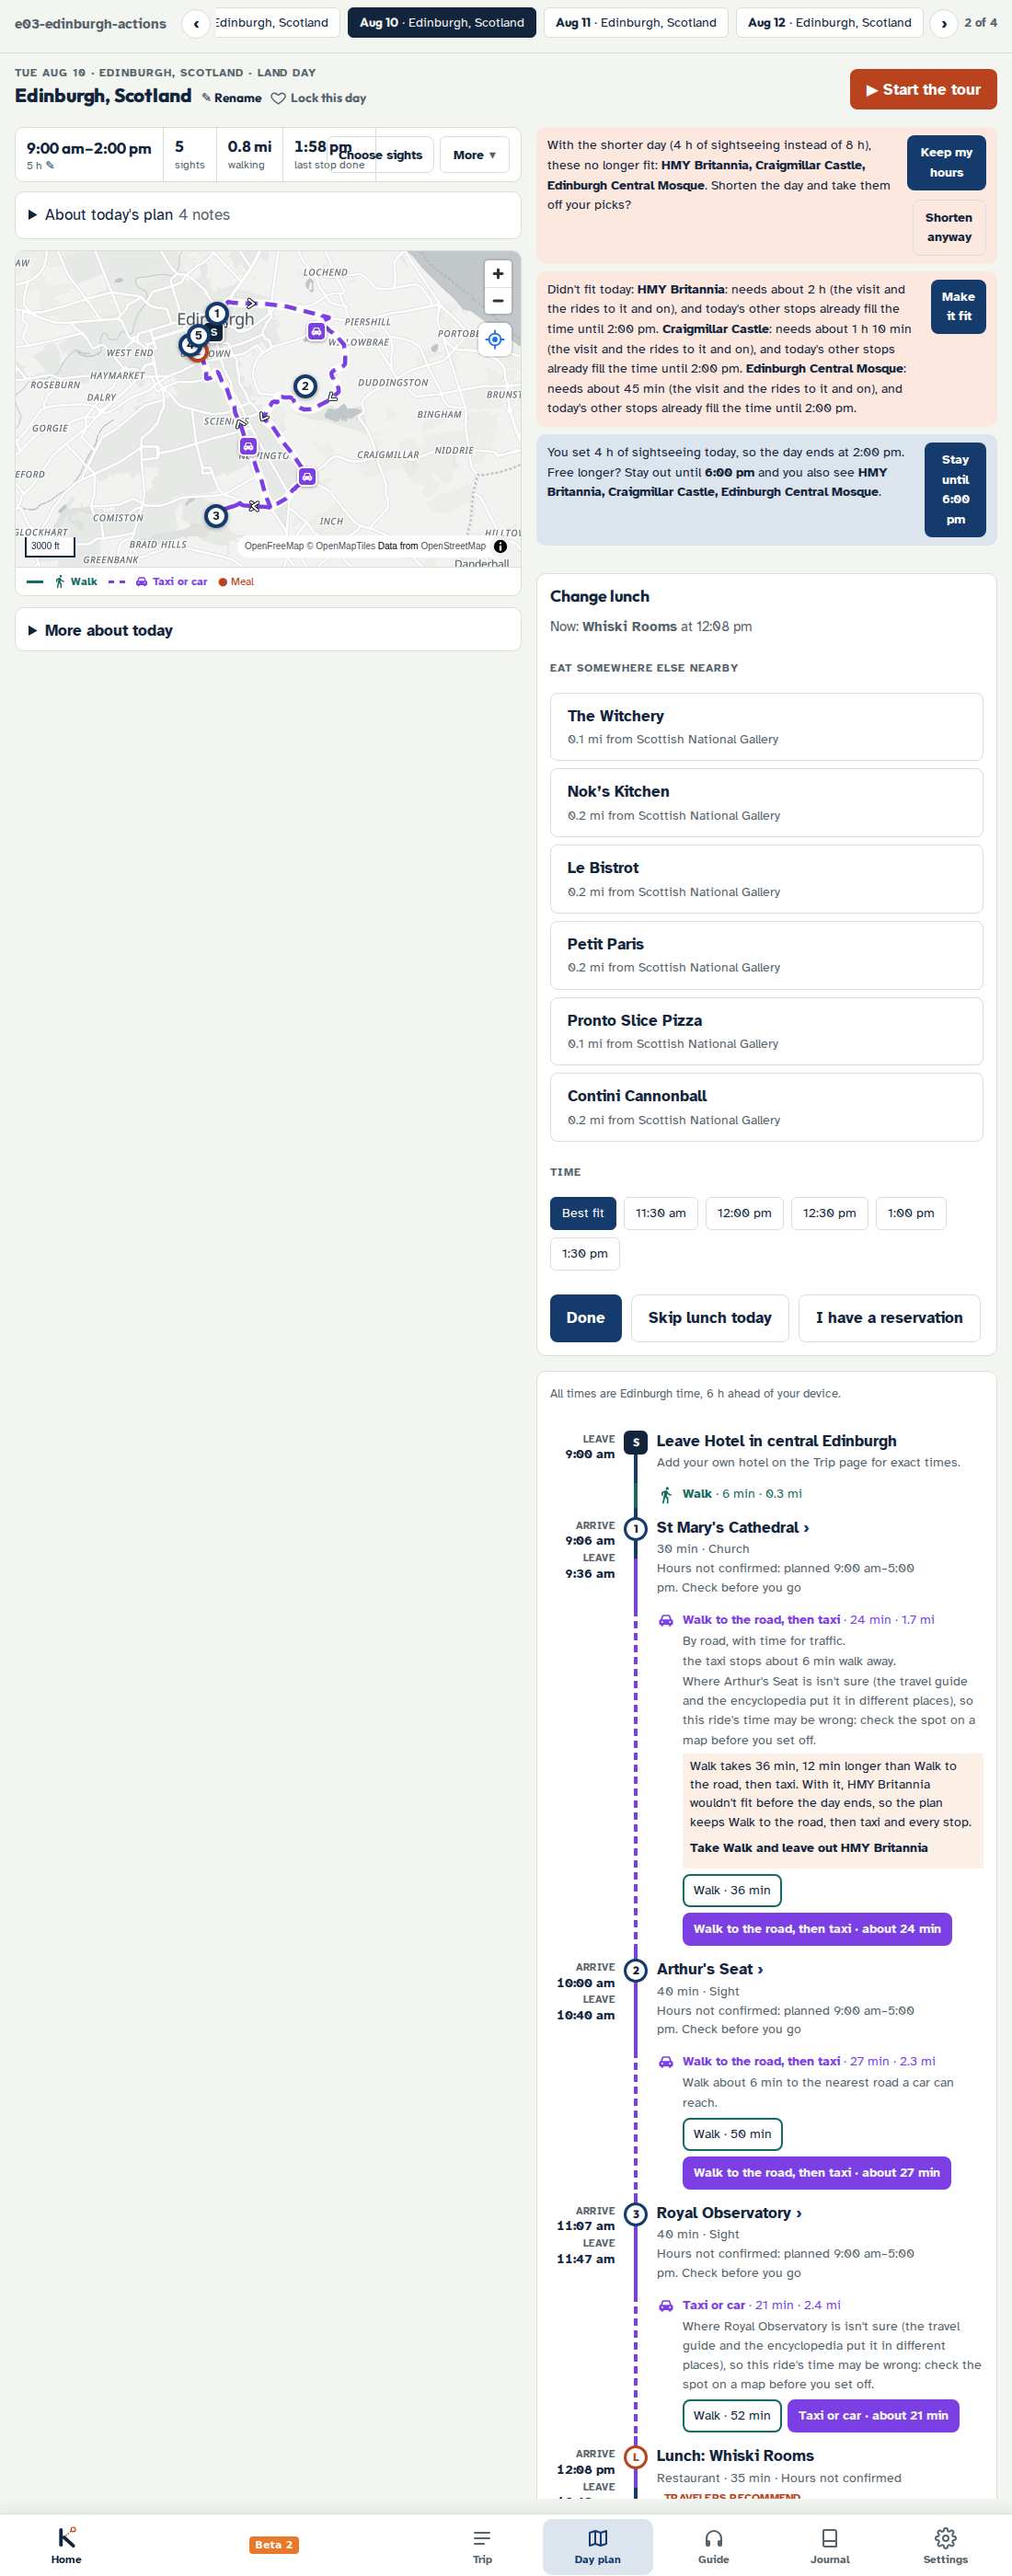 e03-edinburgh-actions
‹
Edinburgh, Scotland
Aug 10 · Edinburgh, Scotland
Aug 11 · Edinburgh, Scotland
Aug 12 · Edinburgh, Scotland
›
2 of 4
TUE AUG 10 · EDINBURGH, SCOTLAND · LAND DAY
Edinburgh, Scotland ✎ Rename Lock this day
▶ Start the tour
9:00 am–2:00 pm
5 h ✎
5
sights
0.8 mi
walking
1:58 pm
last stop done
Choose sights
More ▾
▶ About today's plan 4 notes
AW
LOCHEND
PIERSHILL
WEST END
HAYMARKET
ROSEBURN
DALRY
DUDDINGSTON
BRUNST
GORGIE
BINGHAM
CRAIGMILLAR
NIDDRIE
EFORD
COMISTON
INCH
GLOCKHART
BRAID HILLS
GREENBANK
Danderhall
1
S
5
4
2
3
+
−
3000 ft
OpenFreeMap © OpenMapTiles Data from OpenStreetMap
Walk
Taxi or car
Meal
▶ More about today
With the shorter day (4 h of sightseeing instead of 8 h),
these no longer fit: HMY Britannia, Craigmillar Castle,
Edinburgh Central Mosque. Shorten the day and take them
off your picks?
Keep my
hours
Shorten
anyway
Didn't fit today: HMY Britannia: needs about 2 h (the visit and
the rides to it and on), and today's other stops already fill the
time until 2:00 pm. Craigmillar Castle: needs about 1 h 10 min
(the visit and the rides to it and on), and today's other stops
already fill the time until 2:00 pm. Edinburgh Central Mosque:
needs about 45 min (the visit and the rides to it and on), and
today's other stops already fill the time until 2:00 pm.
Make
it fit
You set 4 h of sightseeing today, so the day ends at 2:00 pm.
Free longer? Stay out until 6:00 pm and you also see HMY
Britannia, Craigmillar Castle, Edinburgh Central Mosque.
Stay
until
6:00
pm
Change lunch
Now: Whiski Rooms at 12:08 pm
EAT SOMEWHERE ELSE NEARBY
The Witchery
0.1 mi from Scottish National Gallery
Nok's Kitchen
0.2 mi from Scottish National Gallery
Le Bistrot
0.2 mi from Scottish National Gallery
Petit Paris
0.2 mi from Scottish National Gallery
Pronto Slice Pizza
0.1 mi from Scottish National Gallery
Contini Cannonball
0.2 mi from Scottish National Gallery
TIME
Best fit
11:30 am
12:00 pm
12:30 pm
1:00 pm
1:30 pm
Done
Skip lunch today
I have a reservation
All times are Edinburgh time, 6 h ahead of your device.
LEAVE
9:00 am
S
Leave Hotel in central Edinburgh
Add your own hotel on the Trip page for exact times.
Walk · 6 min · 0.3 mi
ARRIVE
9:06 am
LEAVE
9:36 am
1
St Mary's Cathedral ›
30 min · Church
Hours not confirmed: planned 9:00 am–5:00
pm. Check before you go
Walk to the road, then taxi · 24 min · 1.7 mi
By road, with time for traffic.
the taxi stops about 6 min walk away.
Where Arthur's Seat is isn't sure (the travel guide
and the encyclopedia put it in different places), so
this ride's time may be wrong: check the spot on a
map before you set off.
Walk takes 36 min, 12 min longer than Walk to
the road, then taxi. With it, HMY Britannia
wouldn't fit before the day ends, so the plan
keeps Walk to the road, then taxi and every stop.
Take Walk and leave out HMY Britannia
Walk · 36 min
Walk to the road, then taxi · about 24 min
ARRIVE
10:00 am
LEAVE
10:40 am
2
Arthur's Seat ›
40 min · Sight
Hours not confirmed: planned 9:00 am–5:00
pm. Check before you go
Walk to the road, then taxi · 27 min · 2.3 mi
Walk about 6 min to the nearest road a car can
reach.
Walk · 50 min
Walk to the road, then taxi · about 27 min
ARRIVE
11:07 am
LEAVE
11:47 am
3
Royal Observatory ›
40 min · Sight
Hours not confirmed: planned 9:00 am–5:00
pm. Check before you go
Taxi or car · 21 min · 2.4 mi
Where Royal Observatory is isn't sure (the travel
guide and the encyclopedia put it in different
places), so this ride's time may be wrong: check the
spot on a map before you set off.
Walk · 52 min
Taxi or car · about 21 min
ARRIVE
12:08 pm
LEAVE
L
Lunch: Whiski Rooms
Restaurant · 35 min · Hours not confirmed
TRAVELERS RECOMMEND
Home
Beta 2
Trip
Day plan
Guide
Journal
Settings